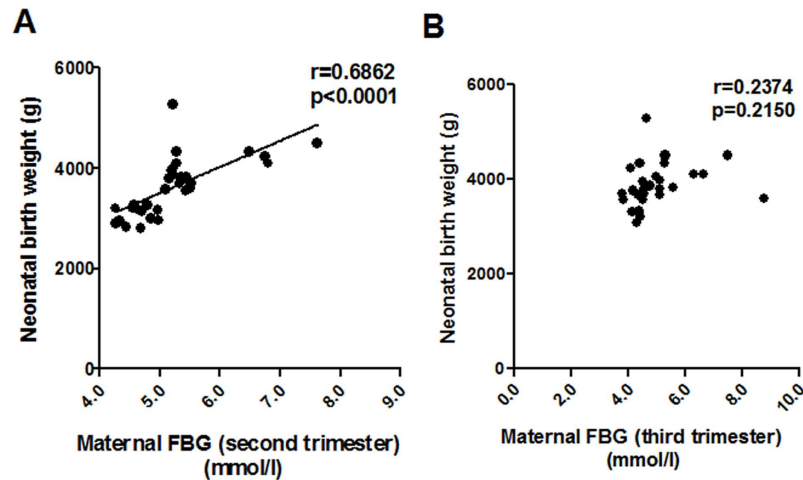 A
r=0.6862
p<0.0001
Neonatal birth weight (g)
6000
4000
2000
0
4.0 5.0 6.0 7.0 8.0 9.0
Maternal FBG (second trimester)
(mmol/l)
B
r=0.2374
p=0.2150
Neonatal birth weight (g)
6000
4000
2000
0
0.0 2.0 4.0 6.0 8.0 10.0
Maternal FBG (third trimester)
(mmol/l)